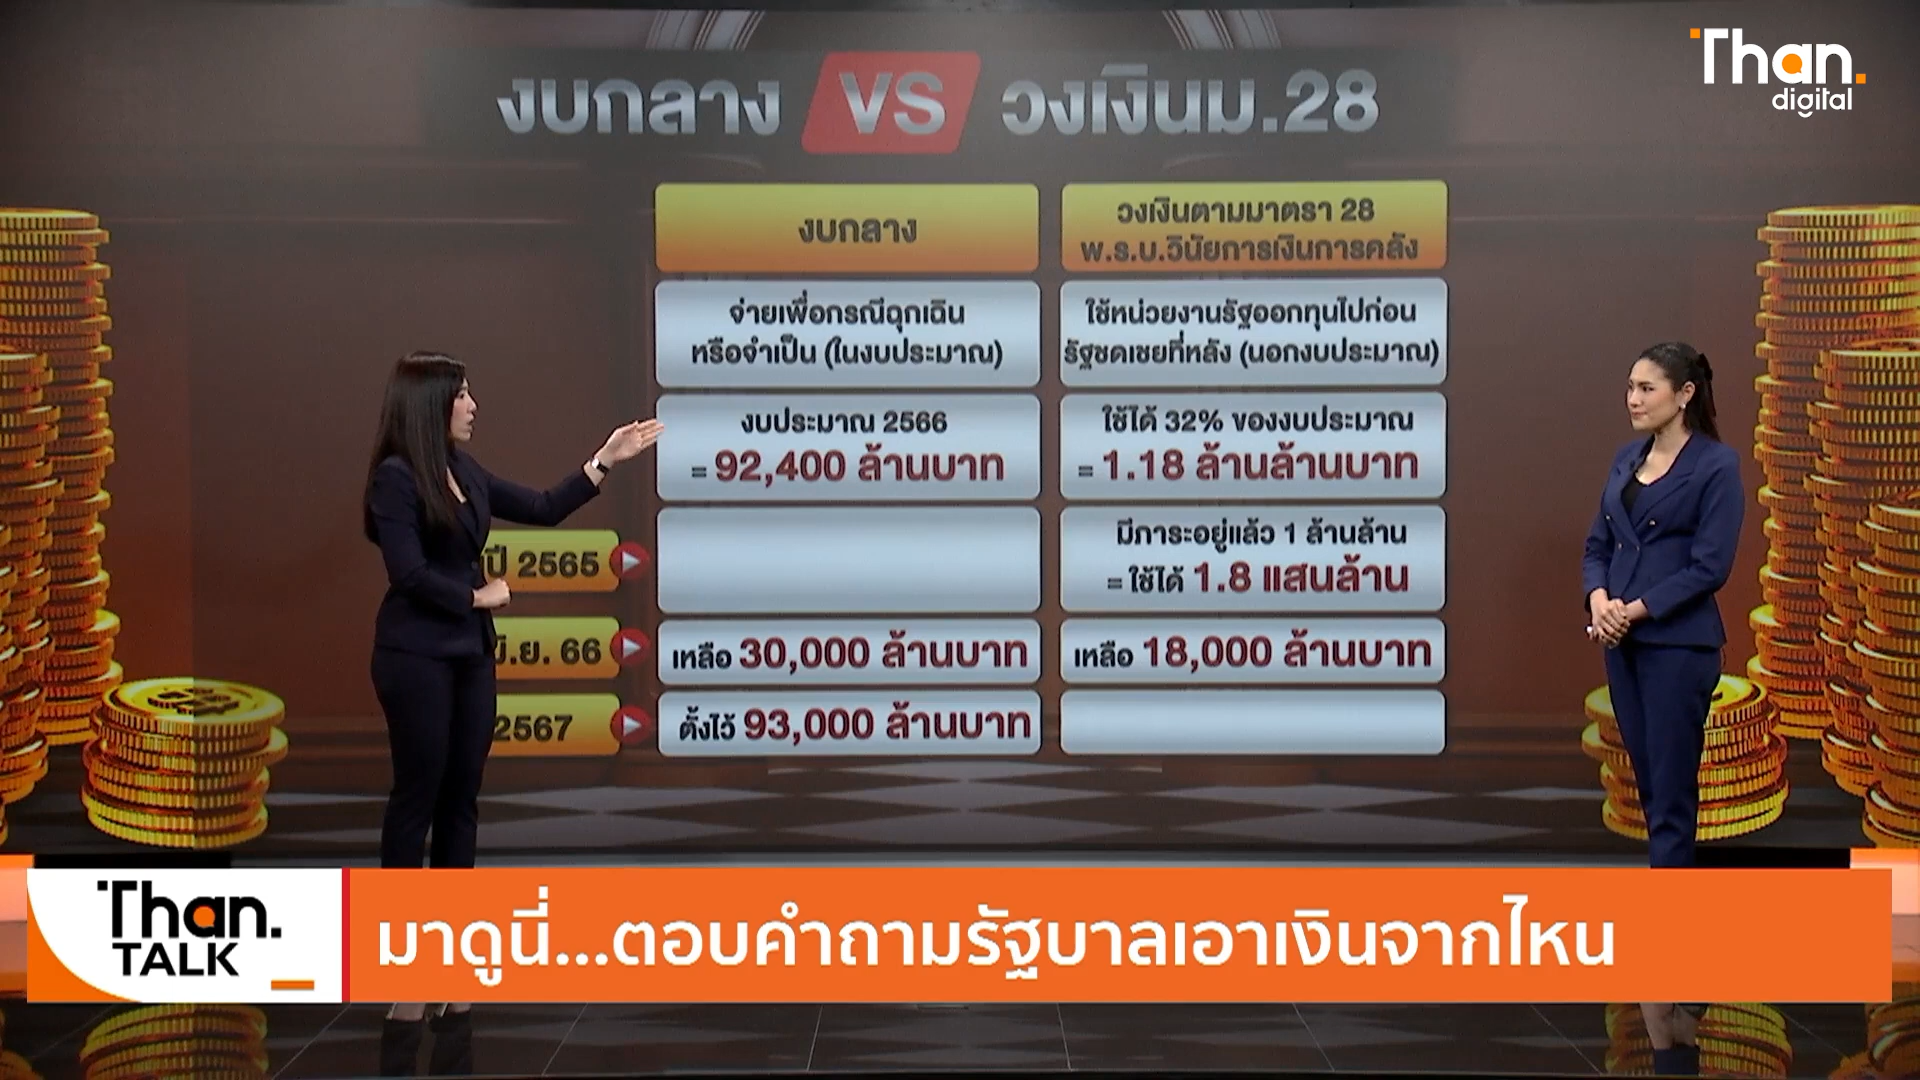 Than.
digital
งบกลาง VS วงเงินม.28
งบกลาง
วงเงินตามมาตรา 28
พ.ร.บ.วินัยการเงินการคลัง
จ่ายเพื่อกรณีฉุกเฉิน
หรือจำเป็น (ในงบประมาณ)
ใช้หน่วยงานรัฐออกทุนไปก่อน
รัฐชดเชยทีหลัง (นอกงบประมาณ)
งบประมาณ 2566
= 92,400 ล้านบาท
ใช้ได้ 32% ของงบประมาณ
= 1.18 ล้านล้านบาท
ปี 2565
มีภาระอยู่แล้ว 1 ล้านล้าน
= ใช้ได้ 1.8 แสนล้าน
มิ.ย. 66
เหลือ 30,000 ล้านบาท
เหลือ 18,000 ล้านบาท
2567
ตั้งไว้ 93,000 ล้านบาท
Than.
TALK
มาดูนี่...ตอบคำถามรัฐบาลเอาเงินจากไหน